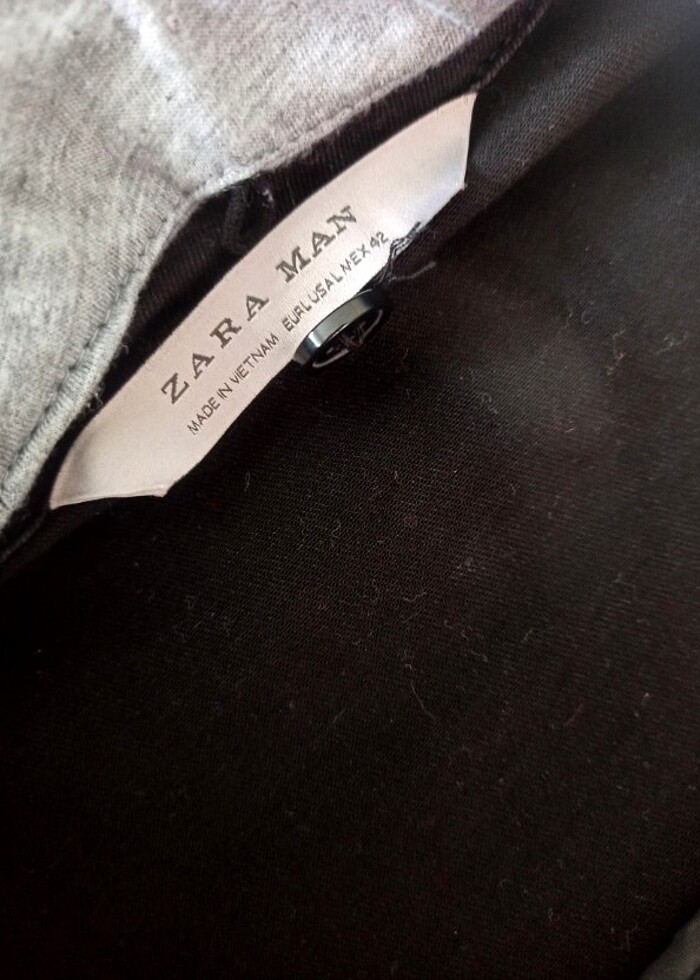 ZARA MAN
MADE IN VIETNAM EUR L USA L MEX 42